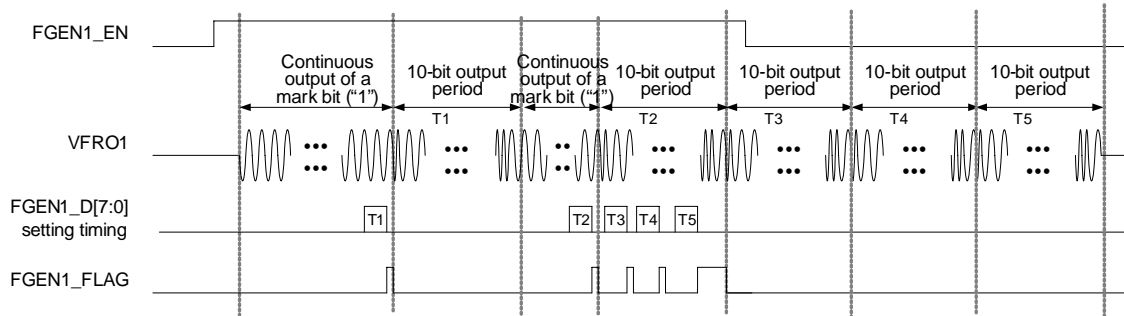 FGEN1_EN
Continuous
output of a
mark bit ("1")
10-bit output
period
Continuous
output of a
mark bit ("1")
10-bit output
period
10-bit output
period
10-bit output
period
10-bit output
period
T1
T2
T3
T4
T5
VFRO1
FGEN1_D[7:0]
setting timing
T1
T2
T3
T4
T5
FGEN1_FLAG